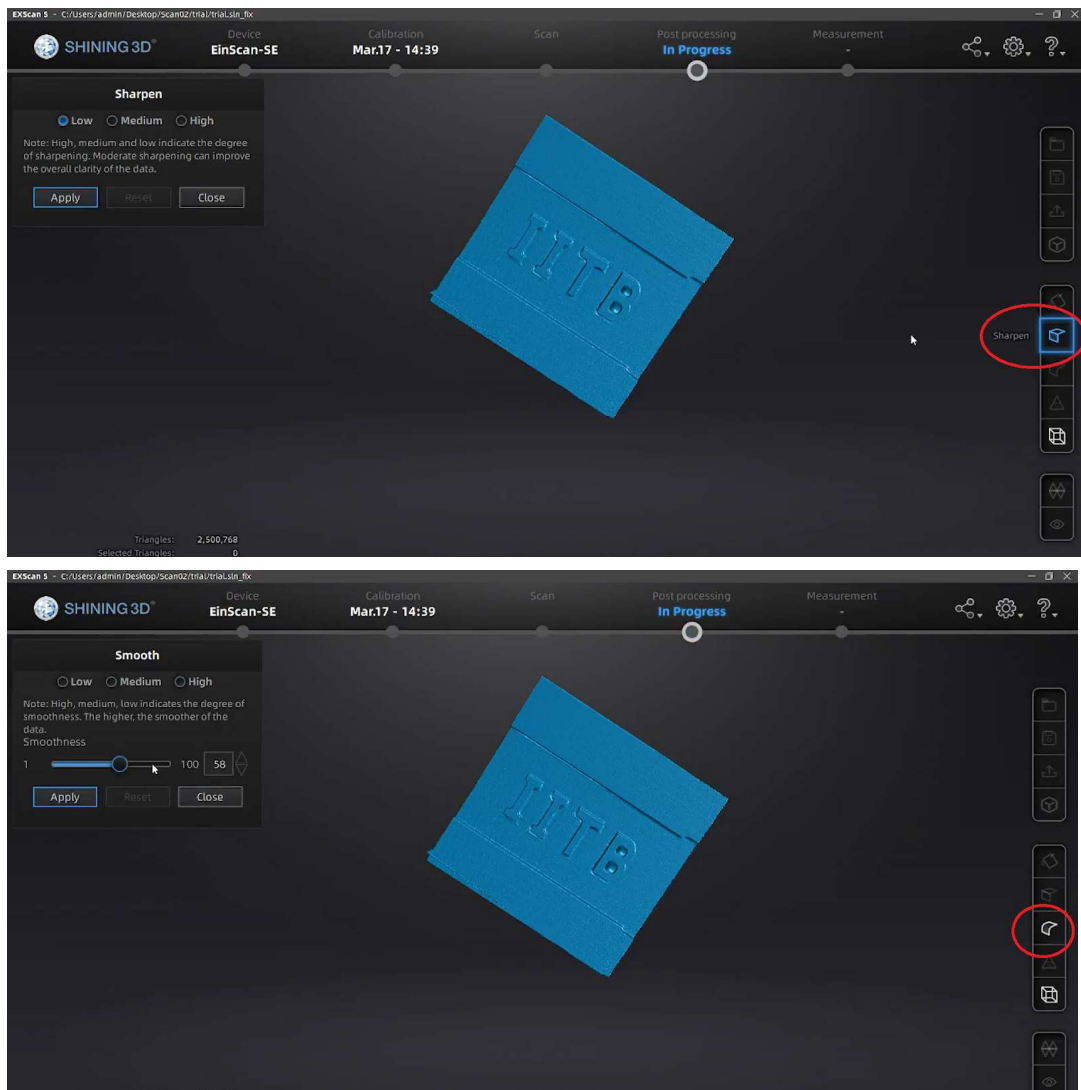 EXScan 5 - C:/Users/admin/Desktop/Scan02/trial/trial.sln_fix
SHINING 3D®
Device
EinScan-SE
Calibration
Mar.17 - 14:39
Scan
Post processing
In Progress
Measurement
-
Sharpen
Low Medium High
Note: High, medium and low indicate the degree
of sharpening. Moderate sharpening can improve
the overall clarity of the data.
Apply Reset Close
IITB
Sharpen
Triangles: 2,500,768
Selected Triangles: 0
EXScan 5 - C:/Users/admin/Desktop/Scan02/trial/trial.sln_fix
SHINING 3D®
Device
EinScan-SE
Calibration
Mar.17 - 14:39
Scan
Post processing
In Progress
Measurement
-
Smooth
Low Medium High
Note: High, medium, low indicates the degree of
smoothness. The higher, the smoother of the
data.
Smoothness
1 100 58
Apply Reset Close
IITB